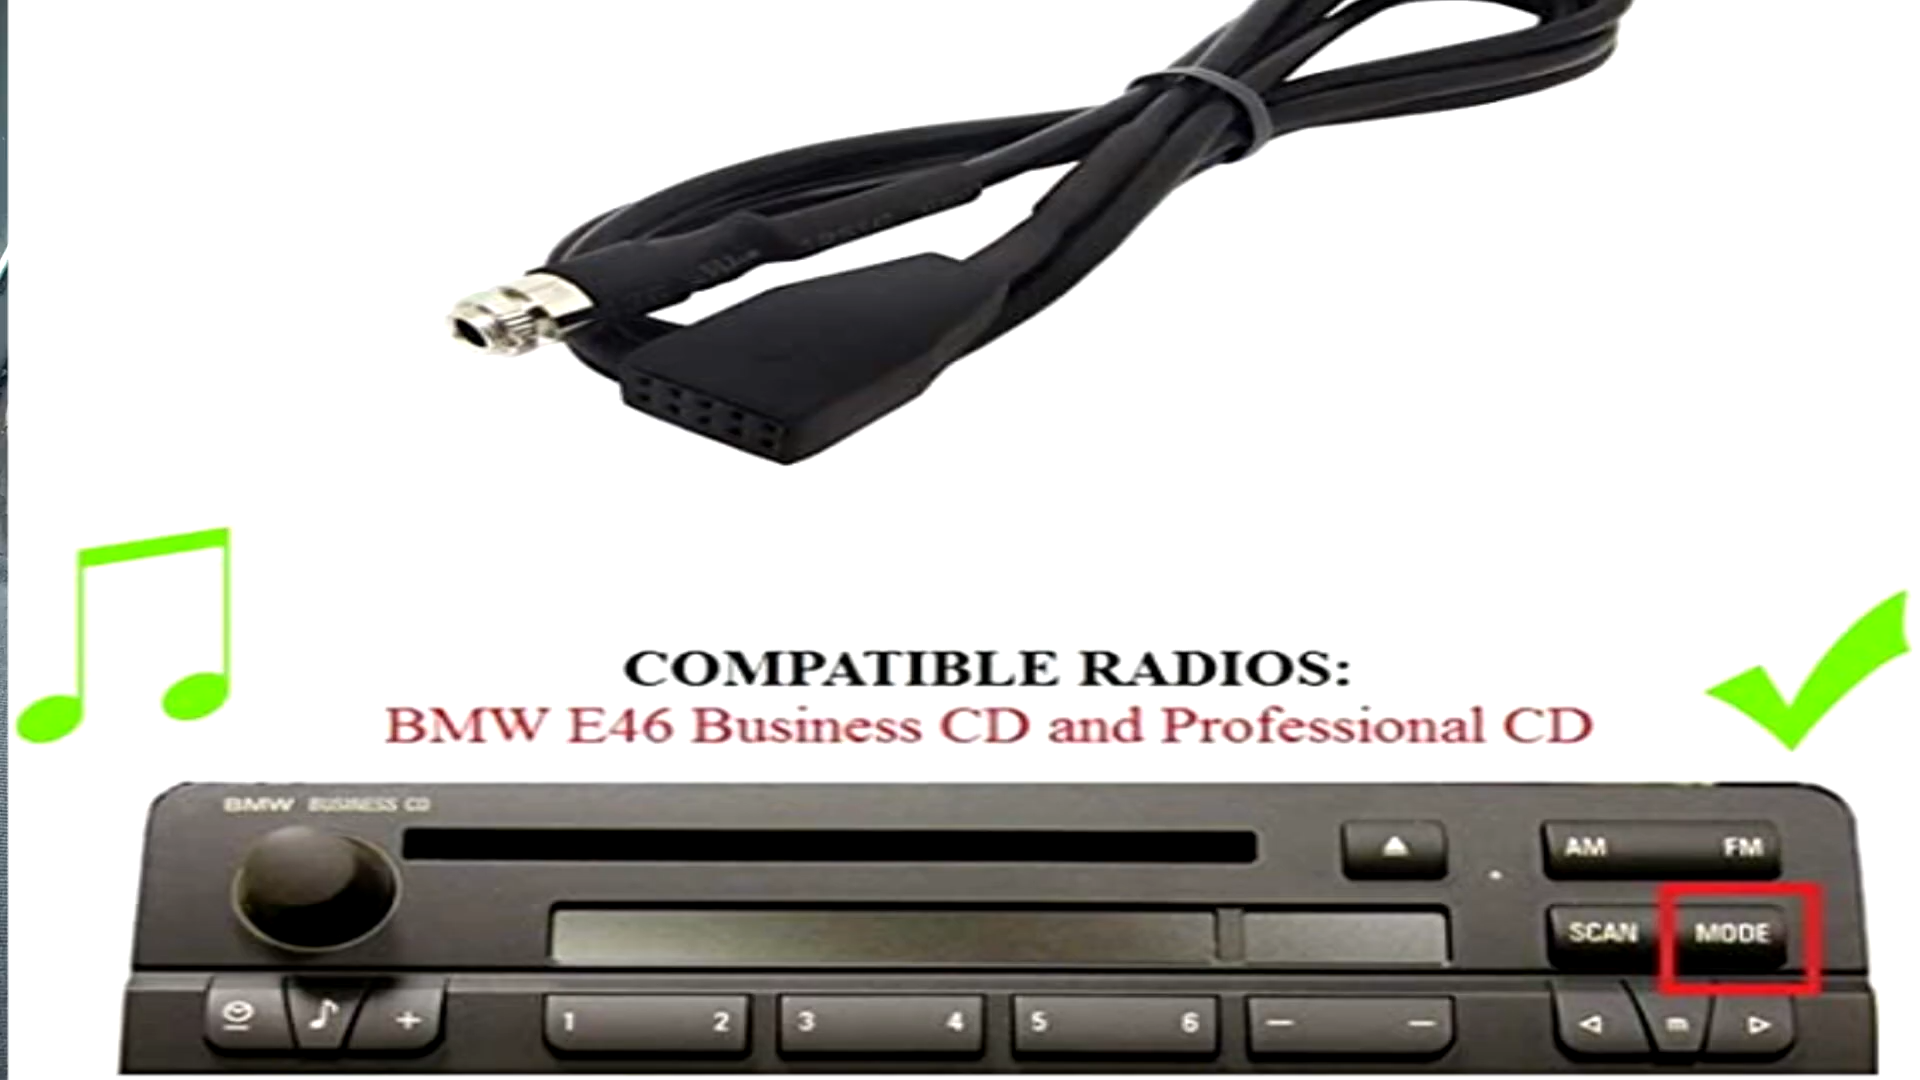 COMPATIBLE RADIOS:
BMW E46 Business CD and Professional CD
BMW BUSINESS CD
AM FM
SCAN MODE
+ 1 2 3 4 5 6 — — m